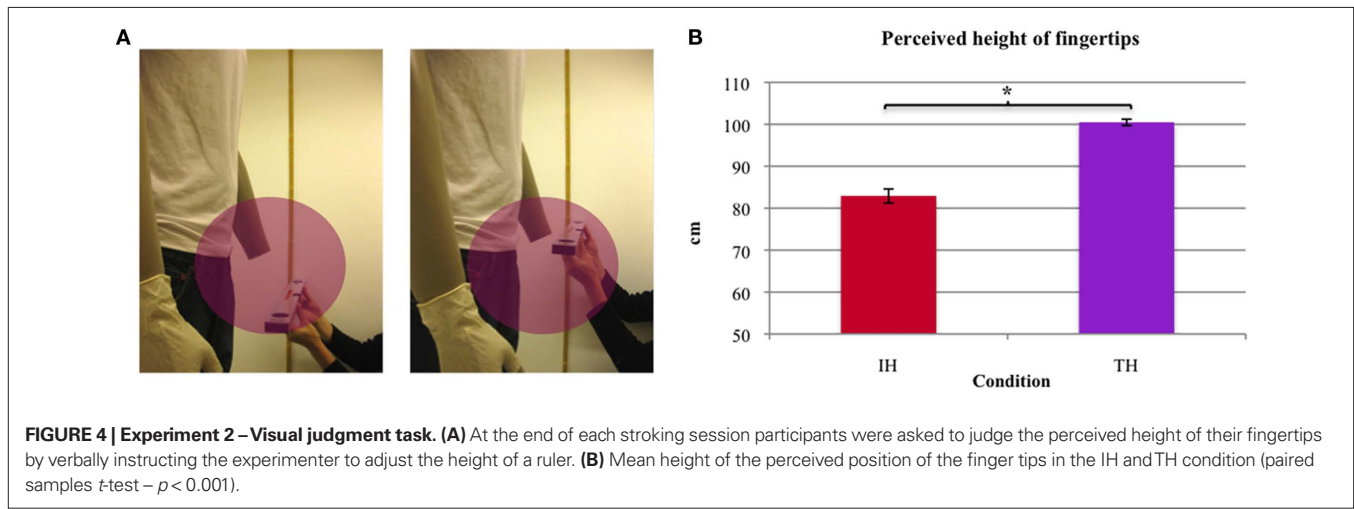 A
B
Perceived height of fingertips
110
100
90
80
70
60
50
cm
*
IH
TH
Condition
FIGURE 4 | Experiment 2 – Visual judgment task. (A) At the end of each stroking session participants were asked to judge the perceived height of their fingertips
by verbally instructing the experimenter to adjust the height of a ruler. (B) Mean height of the perceived position of the finger tips in the IH and TH condition (paired
samples t-test – p < 0.001).